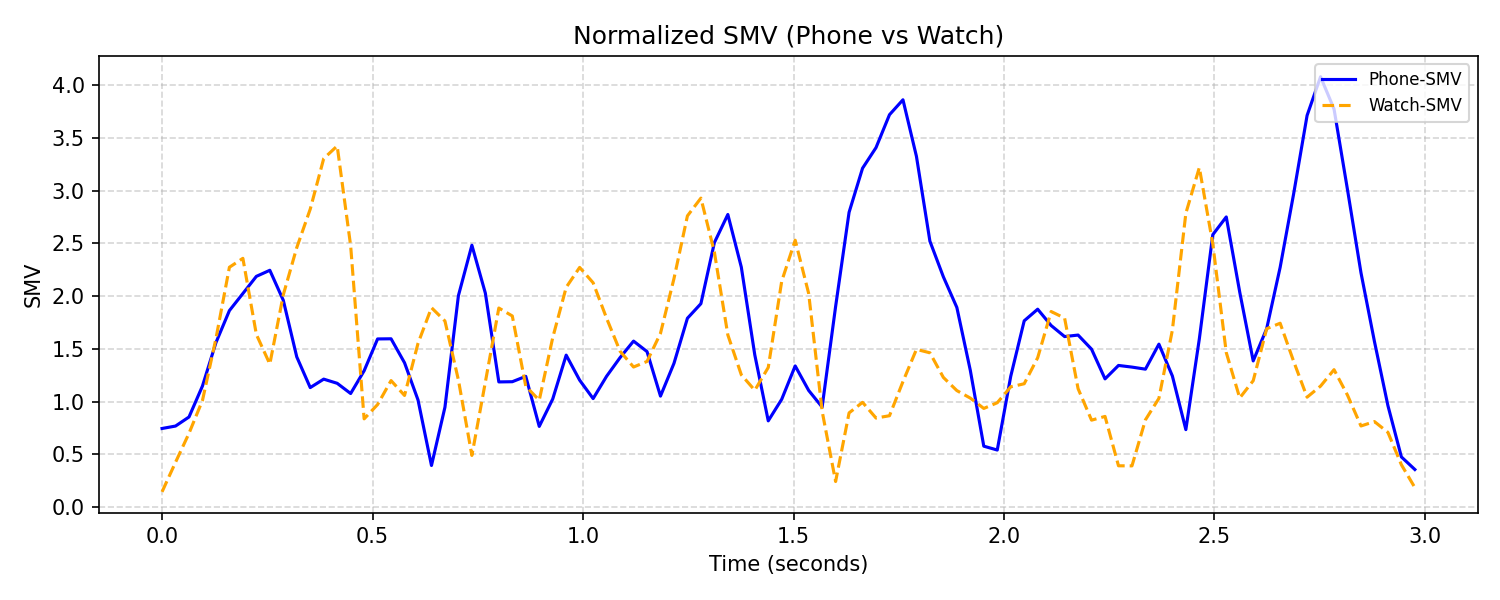 Normalized SMV (Phone vs Watch)
Phone-SMV
Watch-SMV
SMV
4.0
3.5
3.0
2.5
2.0
1.5
1.0
0.5
0.0
0.0 0.5 1.0 1.5 2.0 2.5 3.0
Time (seconds)